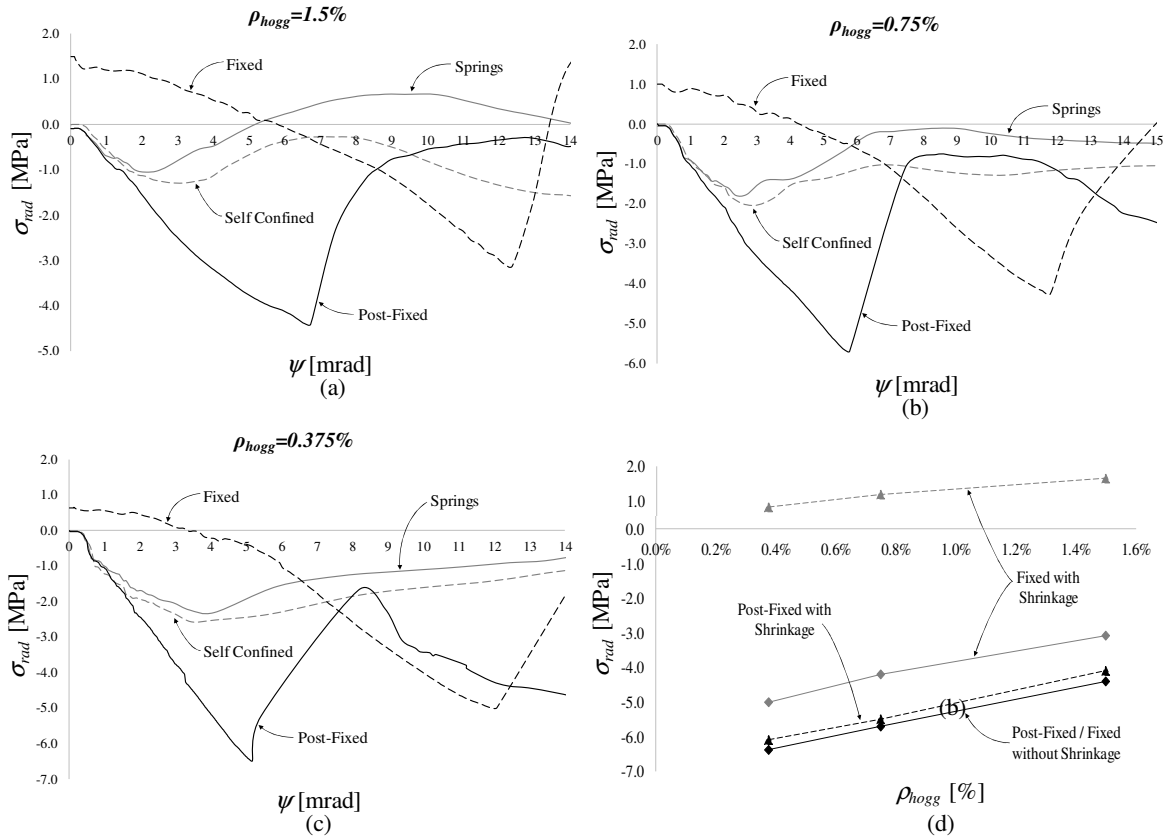 ρhogg=1.5%
2.0
1.0
0.0
-1.0
-2.0
-3.0
-4.0
-5.0
0 1 2 3 4 5 6 7 8 9 10 11 12 13 14
σrad [MPa]
Fixed
Springs
Self Confined
Post-Fixed
ψ [mrad]
(a)
ρhogg=0.75%
2.0
1.0
0.0
-1.0
-2.0
-3.0
-4.0
-5.0
-6.0
0 1 2 3 4 5 6 7 8 9 10 11 12 13 14 15
σrad [MPa]
Fixed
Springs
Self Confined
Post-Fixed
ψ [mrad]
(b)
ρhogg=0.375%
2.0
1.0
0.0
-1.0
-2.0
-3.0
-4.0
-5.0
-6.0
-7.0
0 1 2 3 4 5 6 7 8 9 10 11 12 13 14
σrad [MPa]
Fixed
Springs
Self Confined
Post-Fixed
ψ [mrad]
(c)
2.0
1.0
0.0
-1.0
-2.0
-3.0
-4.0
-5.0
-6.0
-7.0
0.0% 0.2% 0.4% 0.6% 0.8% 1.0% 1.2% 1.4% 1.6%
σrad [MPa]
Fixed with
Shrinkage
Post-Fixed with
Shrinkage
(b)
Post-Fixed / Fixed
without Shrinkage
ρhogg [%]
(d)